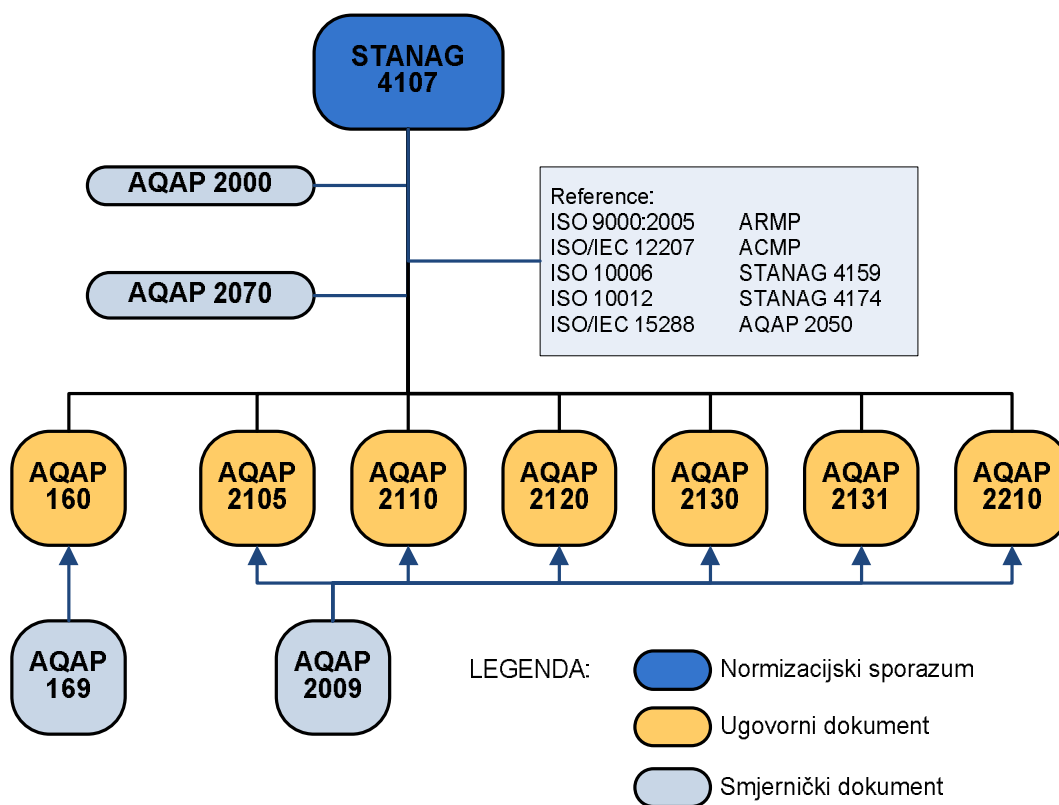 STANAG
4107
AQAP 2000
AQAP 2070
Reference:
ISO 9000:2005 ARMP
ISO/IEC 12207 ACMP
ISO 10006 STANAG 4159
ISO 10012 STANAG 4174
ISO/IEC 15288 AQAP 2050
AQAP
160
AQAP
2105
AQAP
2110
AQAP
2120
AQAP
2130
AQAP
2131
AQAP
2210
AQAP
169
AQAP
2009
LEGENDA:
Normizacijski sporazum
Ugovorni dokument
Smjernički dokument